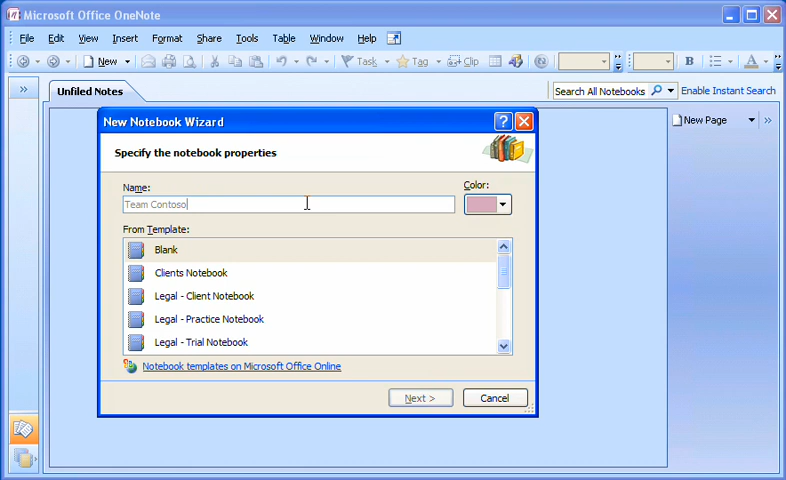 Microsoft Office OneNote
File Edit View Insert Format Share Tools Table Window Help
New Task Tag Clip B A
Unfiled Notes
Search All Notebooks Enable Instant Search
New Page
New Notebook Wizard
Specify the notebook properties
Name:
Color:
Team Contoso
From Template:
Blank
Clients Notebook
Legal - Client Notebook
Legal - Practice Notebook
Legal - Trial Notebook
Notebook templates on Microsoft Office Online
Next >
Cancel